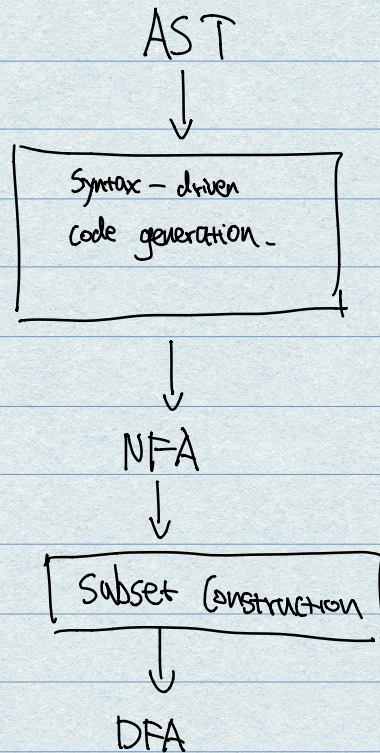 AST
Syntax - driven
code generation.
NFA
Subset Construction
DFA